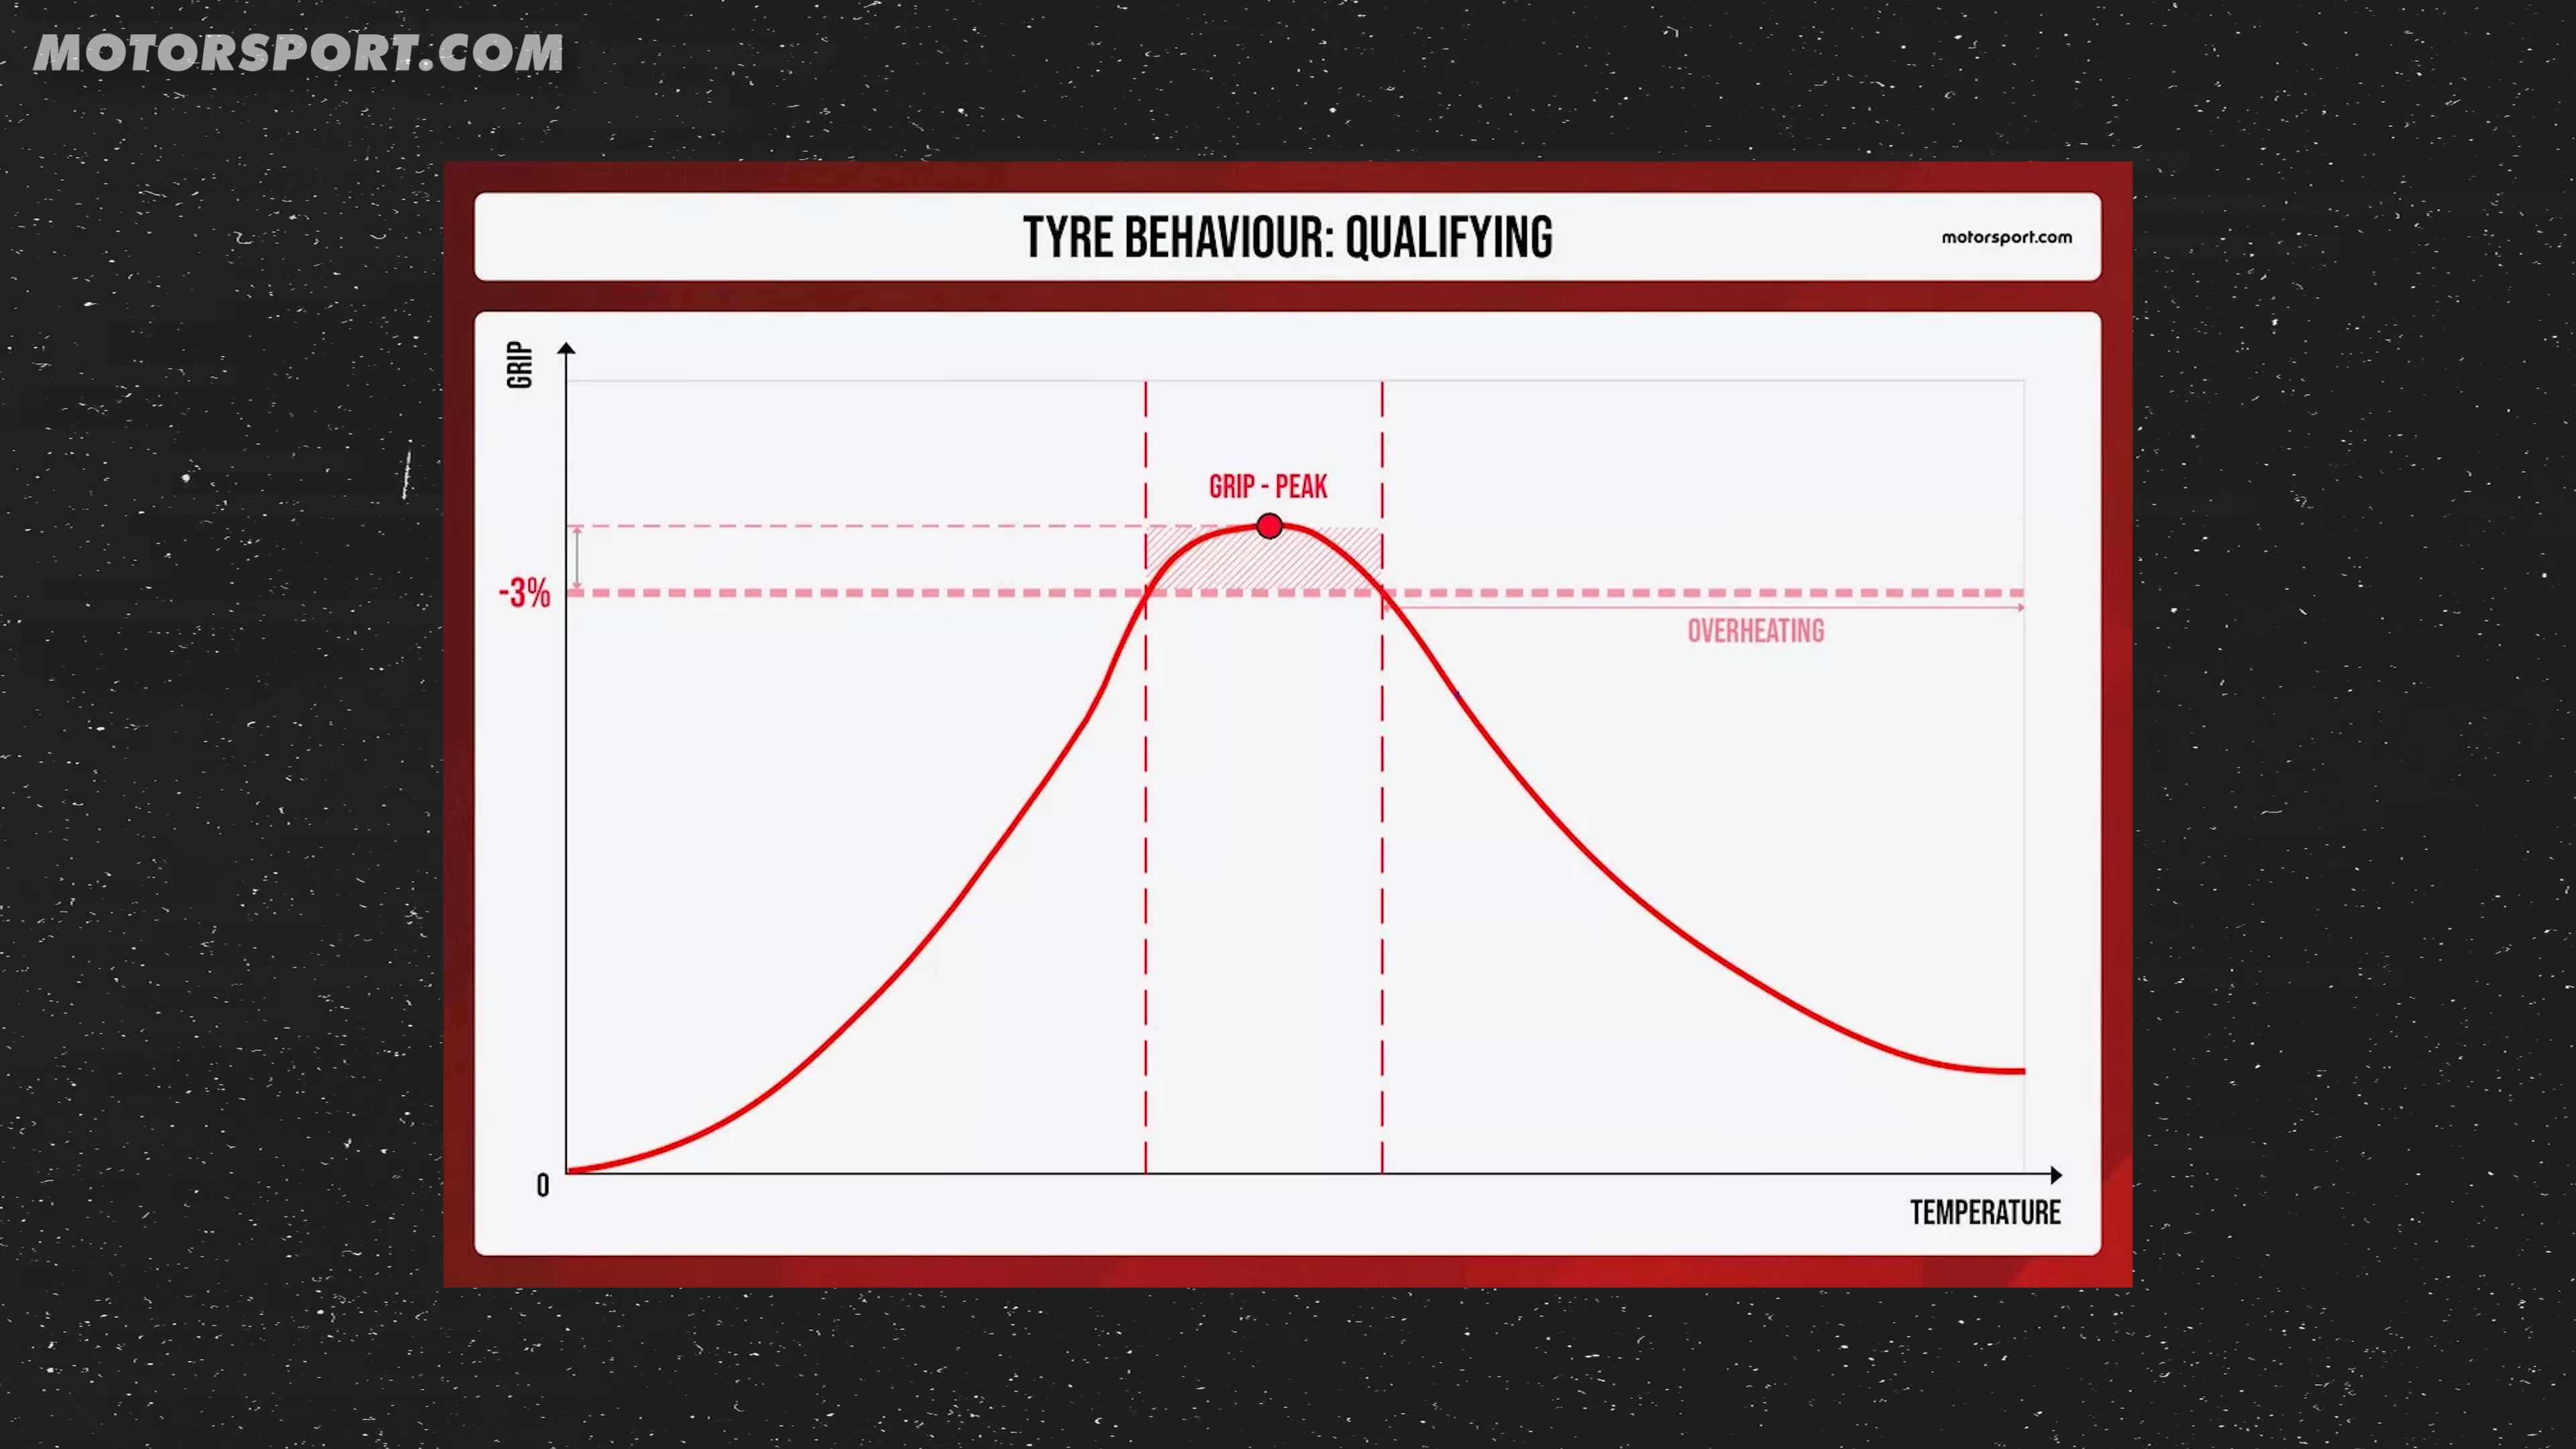 MOTORSPORT.COM
TYRE BEHAVIOUR: QUALIFYING
motorsport.com
GRIP
GRIP - PEAK
-3%
OVERHEATING
0
TEMPERATURE